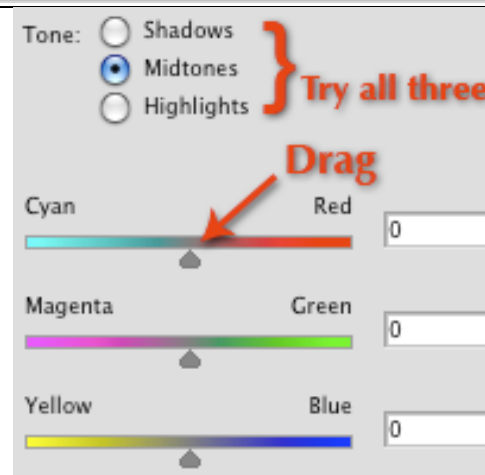 Tone: Shadows
Midtones
Highlights
Try all three
Drag
Cyan Red
0
Magenta Green
0
Yellow Blue
0